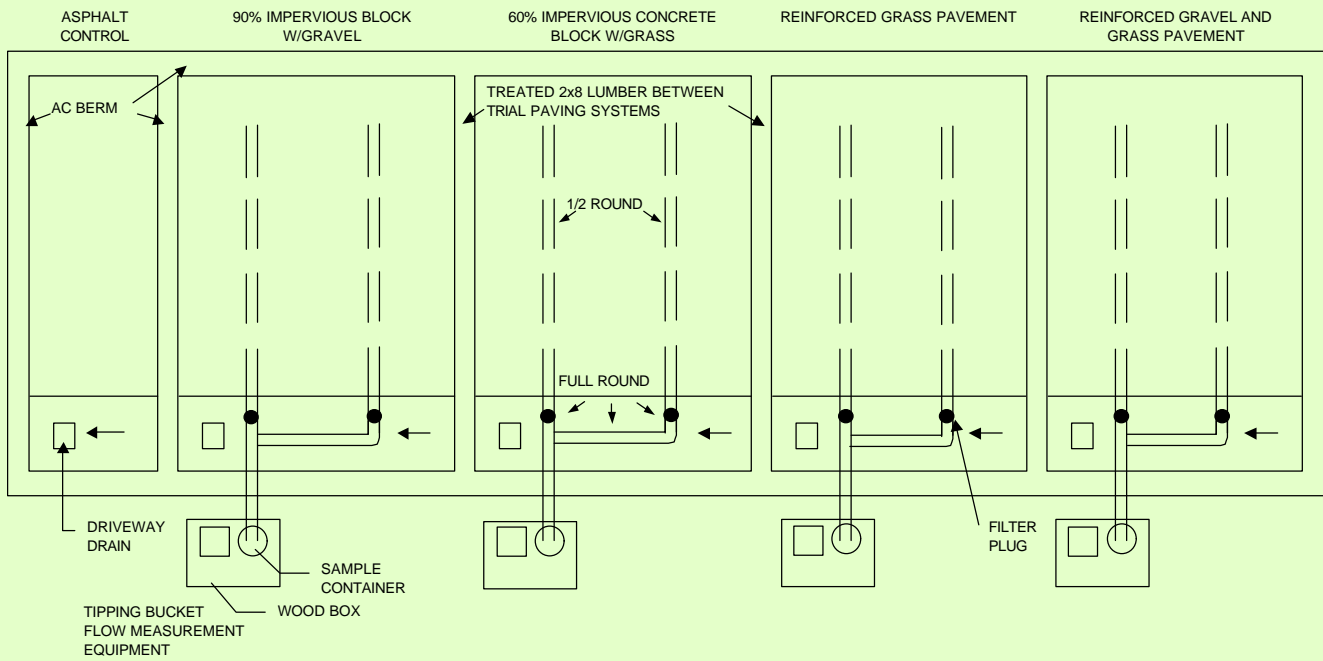 ASPHALT
CONTROL
90% IMPERVIOUS BLOCK
W/GRAVEL
60% IMPERVIOUS CONCRETE
BLOCK W/GRASS
REINFORCED GRASS PAVEMENT
REINFORCED GRAVEL AND
GRASS PAVEMENT
AC BERM
TREATED 2x8 LUMBER BETWEEN
TRIAL PAVING SYSTEMS
1/2 ROUND
FULL ROUND
DRIVEWAY
DRAIN
SAMPLE
CONTAINER
WOOD BOX
TIPPING BUCKET
FLOW MEASUREMENT
EQUIPMENT
FILTER
PLUG